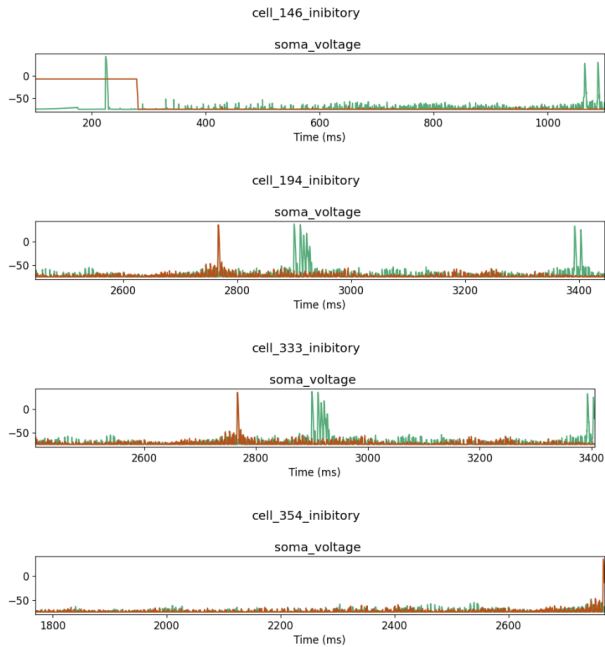 cell_146_inibitory
soma_voltage
0
−50
200 400 600 800 1000
Time (ms)
cell_194_inibitory
soma_voltage
0
−50
2600 2800 3000 3200 3400
Time (ms)
cell_333_inibitory
soma_voltage
0
−50
2600 2800 3000 3200 3400
Time (ms)
cell_354_inibitory
soma_voltage
0
−50
1800 2000 2200 2400 2600
Time (ms)